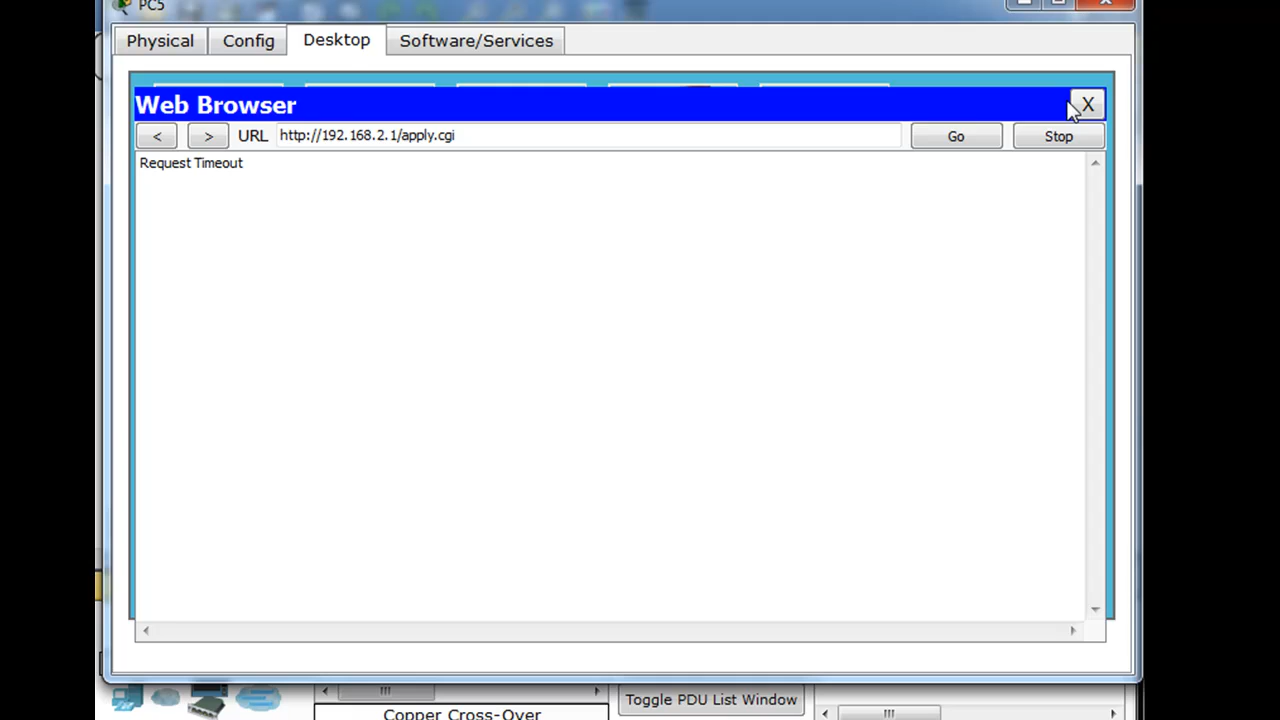 PC5
Physical Config Desktop Software/Services
Web Browser X
< > URL http://192.168.2.1/apply.cgi Go Stop
Request Timeout
Toggle PDU List Window
Copper Cross-Over